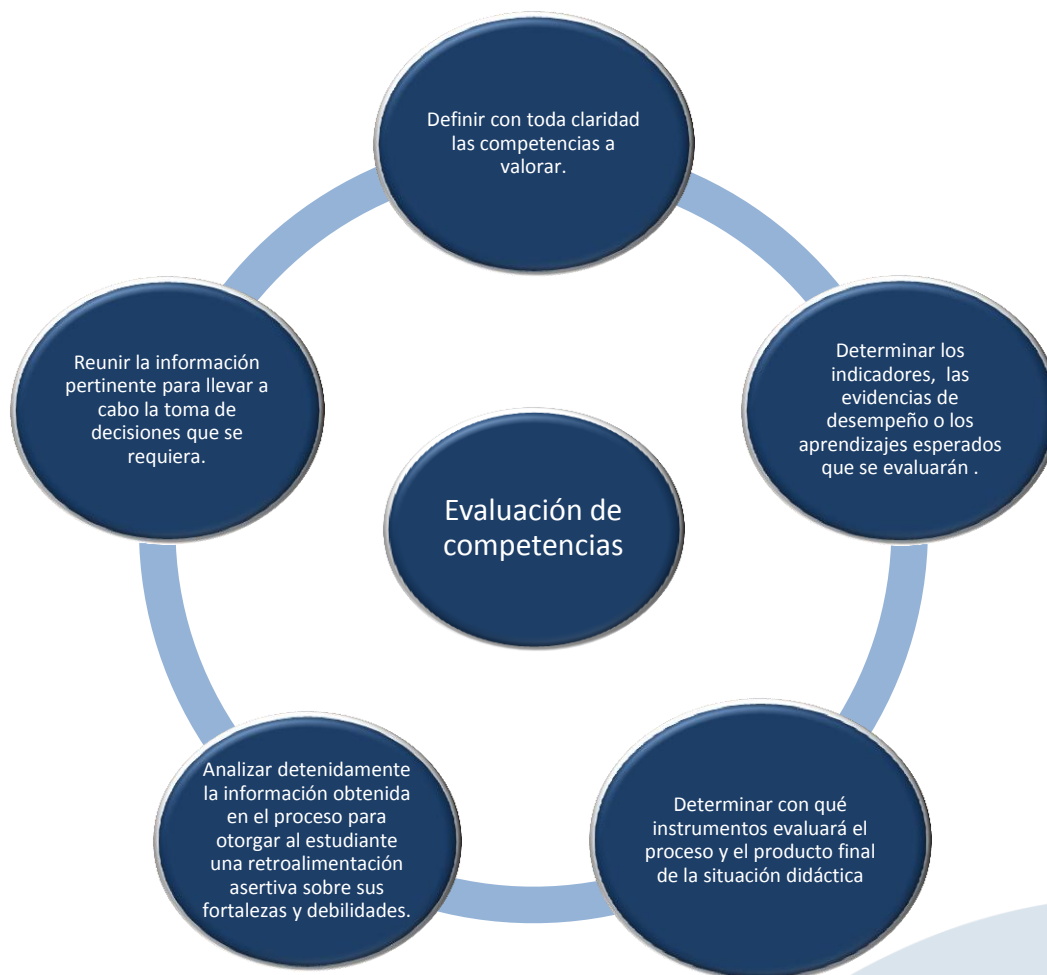 Definir con toda claridad
las competencias a
valorar.
Determinar los
indicadores, las
evidencias de
desempeño o los
aprendizajes esperados
que se evaluarán .
Determinar con qué
instrumentos evaluará el
proceso y el producto final
de la situación didáctica
Analizar detenidamente
la información obtenida
en el proceso para
otorgar al estudiante
una retroalimentación
asertiva sobre sus
fortalezas y debilidades.
Reunir la información
pertinente para llevar a
cabo la toma de
decisiones que se
requiera.
Evaluación de
competencias